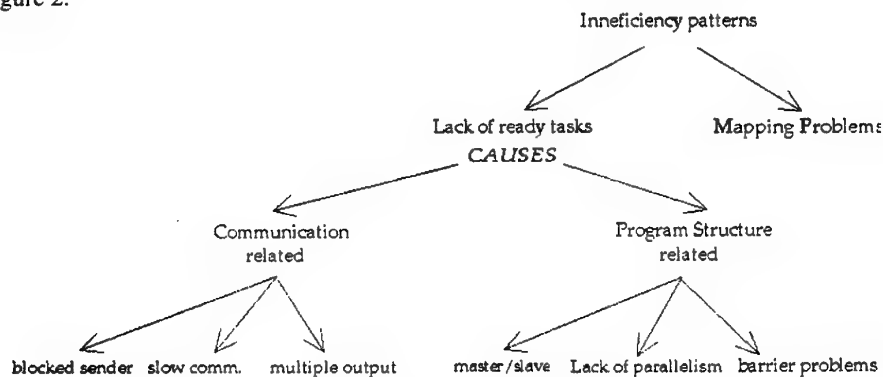 gure 2.
Inneficiency patterns
Lack of ready tasks
Mapping Problems
CAUSES
Communication
related
Program Structure
related
blocked sender slow comm. multiple output master/slave Lack of parallelism barrier problems